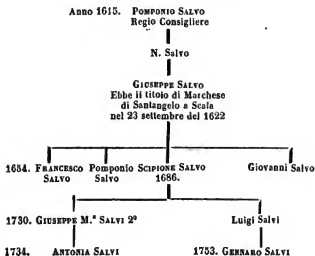 Anno 1615. POMPONIO SALVO
Regio Consigliere
N. Salvo
GIUSEPPE SALVO
Ebbe il titolo di Marchese
di Santangelo a Scala
nel 23 settembre del 1622
1654. FRANCESCO Pomponio SCIPIONE SALVO Giovanni Salvo
SALVO Salvo 1686.
1730. GIUSEPPE M.ª SALVI 2º Luigi Salvi
1734. ANTONIA SALVI 1753. GENNARO SALVI